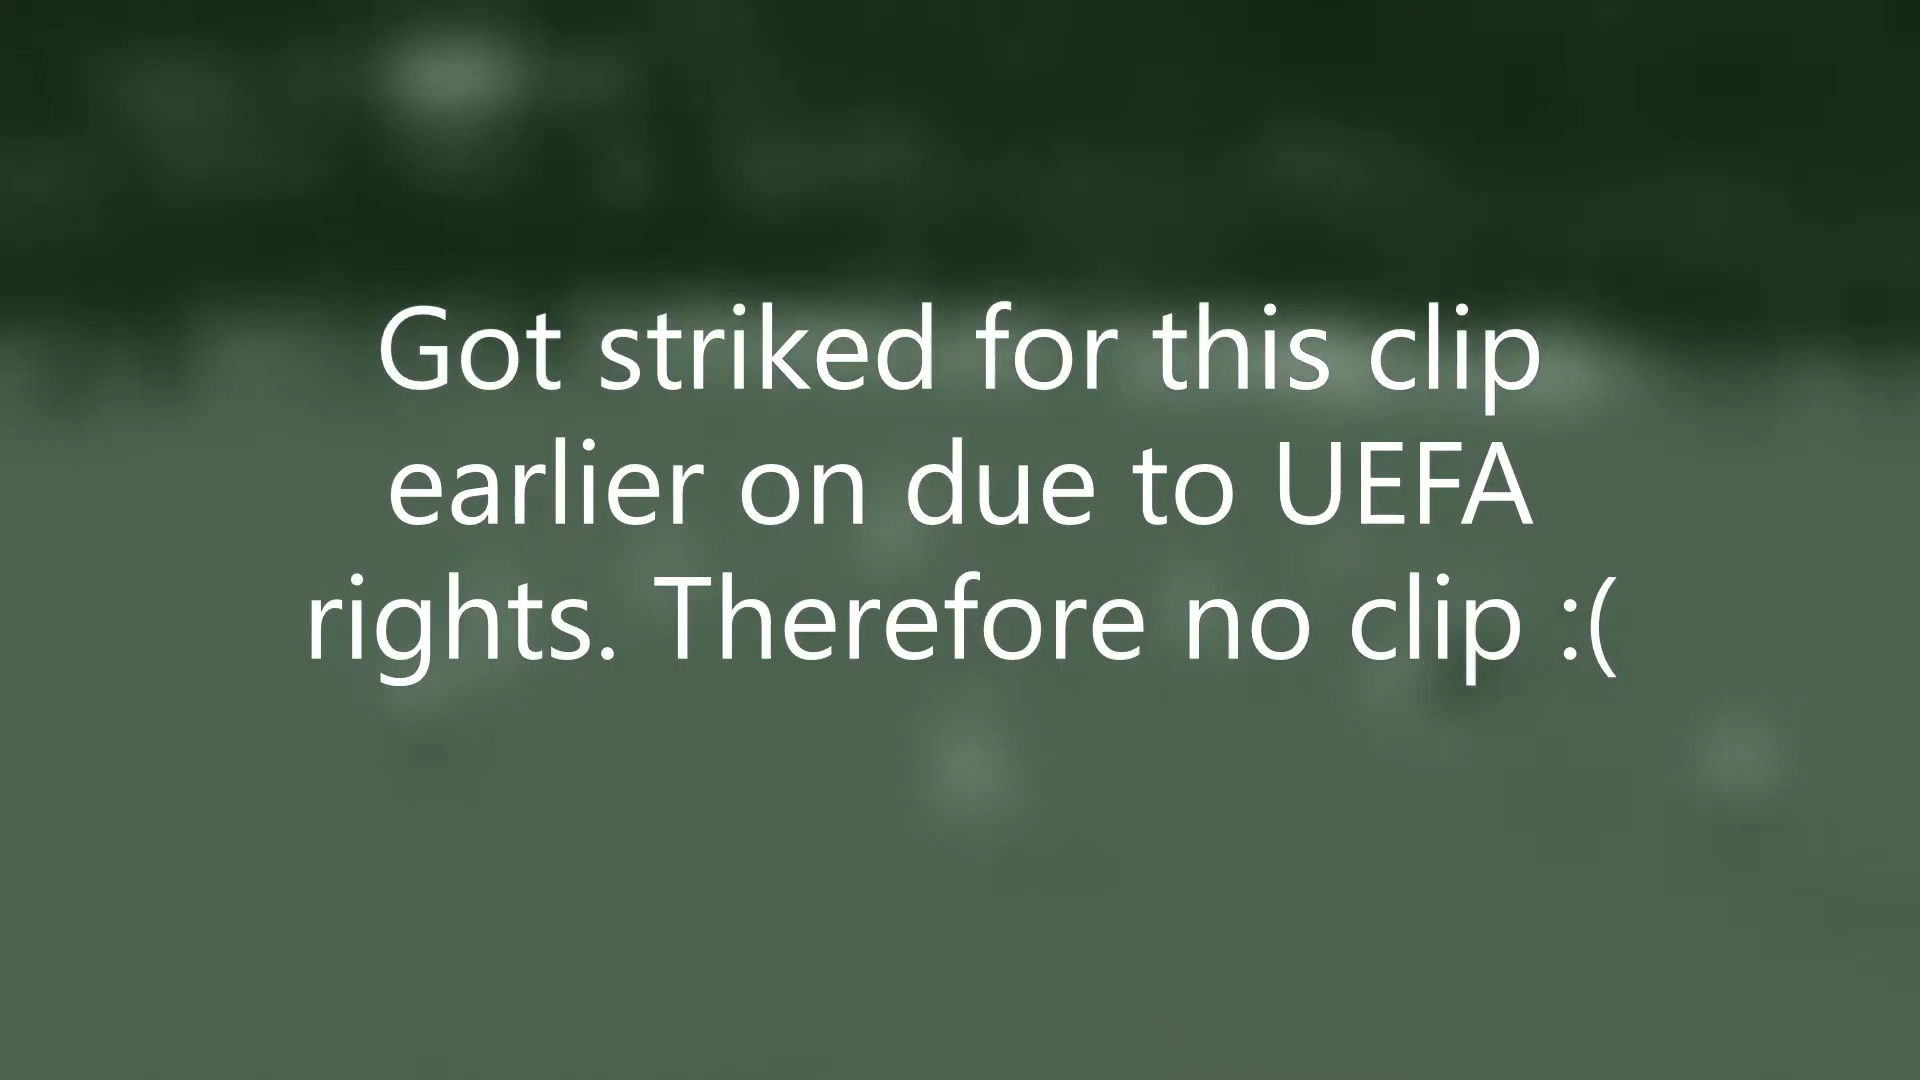 Got striked for this clip
earlier on due to UEFA
rights. Therefore no clip :(